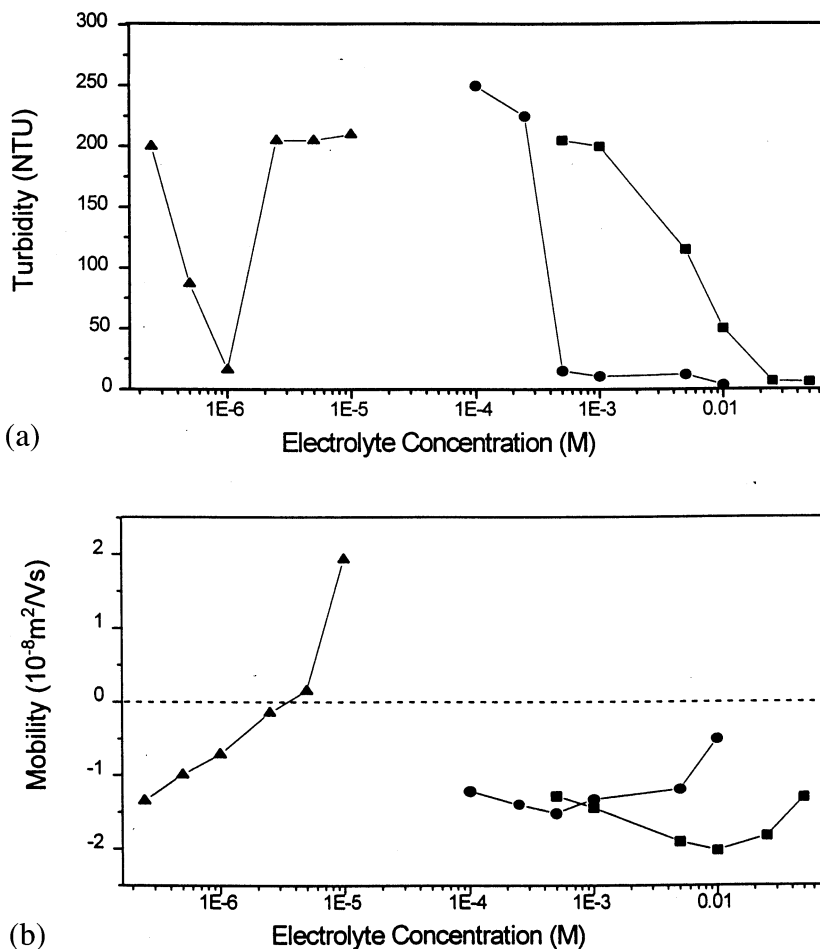 300
250
200
150
100
50
0
Turbidity (NTU)
1E-6 1E-5 1E-4 1E-3 0.01
(a)
Electrolyte Concentration (M)
2
1
0
-1
-2
Mobility (10⁻⁸m²/Vs)
1E-6 1E-5 1E-4 1E-3 0.01
(b)
Electrolyte Concentration (M)